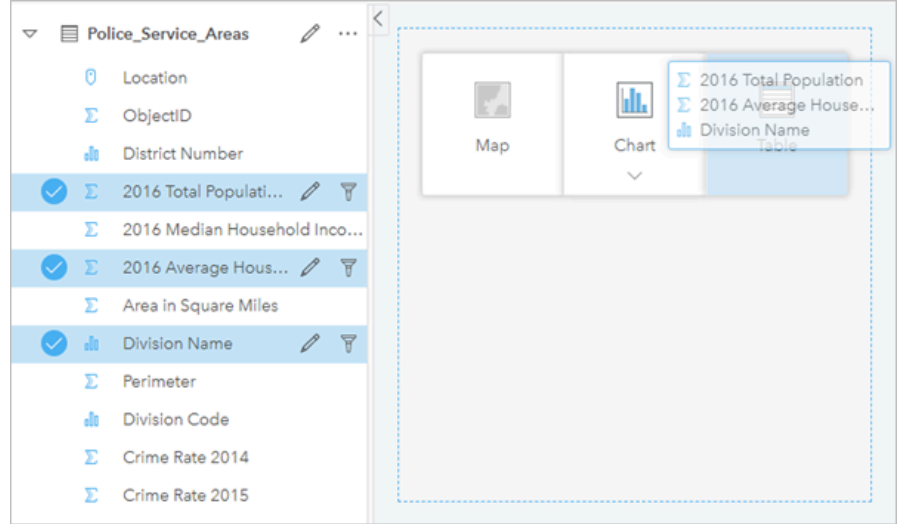 Police_Service_Areas
Location
ObjectID
District Number
2016 Total Populati...
2016 Median Household Inco...
2016 Average Hous...
Area in Square Miles
Division Name
Perimeter
Division Code
Crime Rate 2014
Crime Rate 2015
Map
Chart
Table
2016 Total Population
2016 Average House...
Division Name